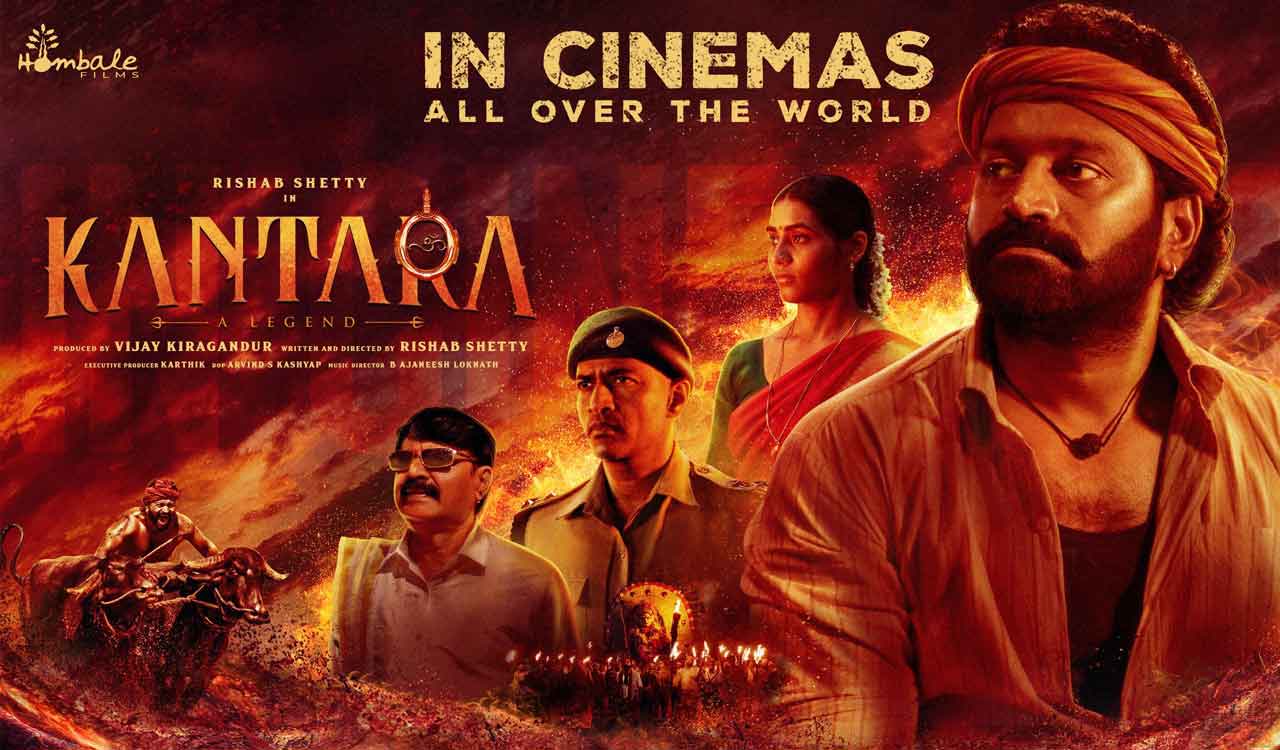 Hombale
FILMS
IN CINEMAS
ALL OVER THE WORLD
RISHAB SHETTY
IN
KANTARA
A LEGEND
PRODUCED BY VIJAY KIRAGANDUR WRITTEN AND DIRECTED BY RISHAB SHETTY
EXECUTIVE PRODUCER KARTHIK DOP ARVIND S KASHYAP MUSIC DIRECTOR B AJANEESH LOKNATH